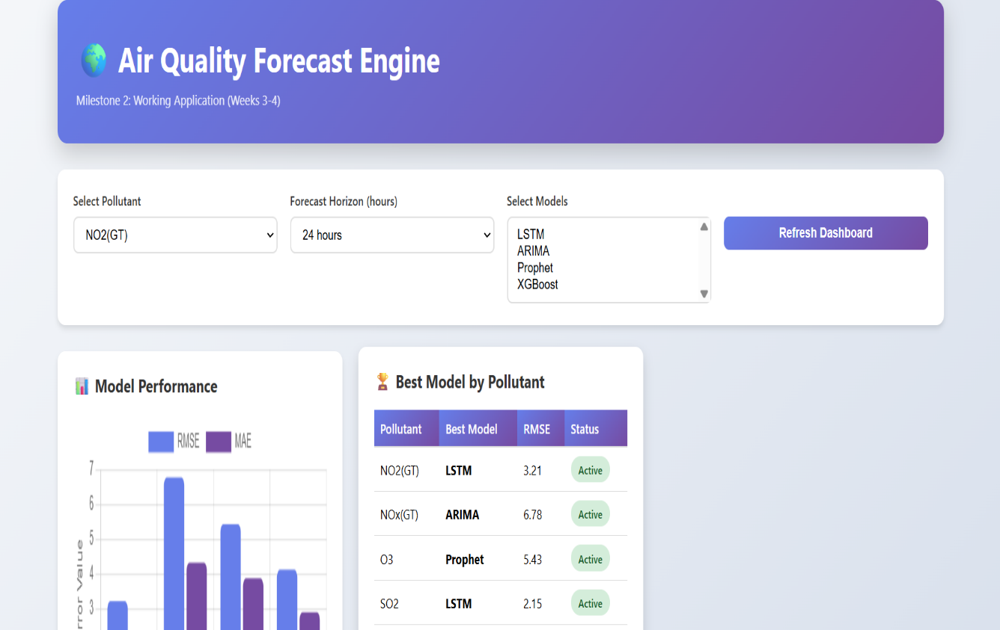 Air Quality Forecast Engine
Milestone 2: Working Application (Weeks 3-4)
Select Pollutant
NO2(GT)
Forecast Horizon (hours)
24 hours
Select Models
LSTM
ARIMA
Prophet
XGBoost
Refresh Dashboard
Model Performance
RMSE MAE
7
6
5
4
3
Value
Best Model by Pollutant
Pollutant Best Model RMSE Status
NO2(GT) LSTM 3.21 Active
NOx(GT) ARIMA 6.78 Active
O3 Prophet 5.43 Active
SO2 LSTM 2.15 Active